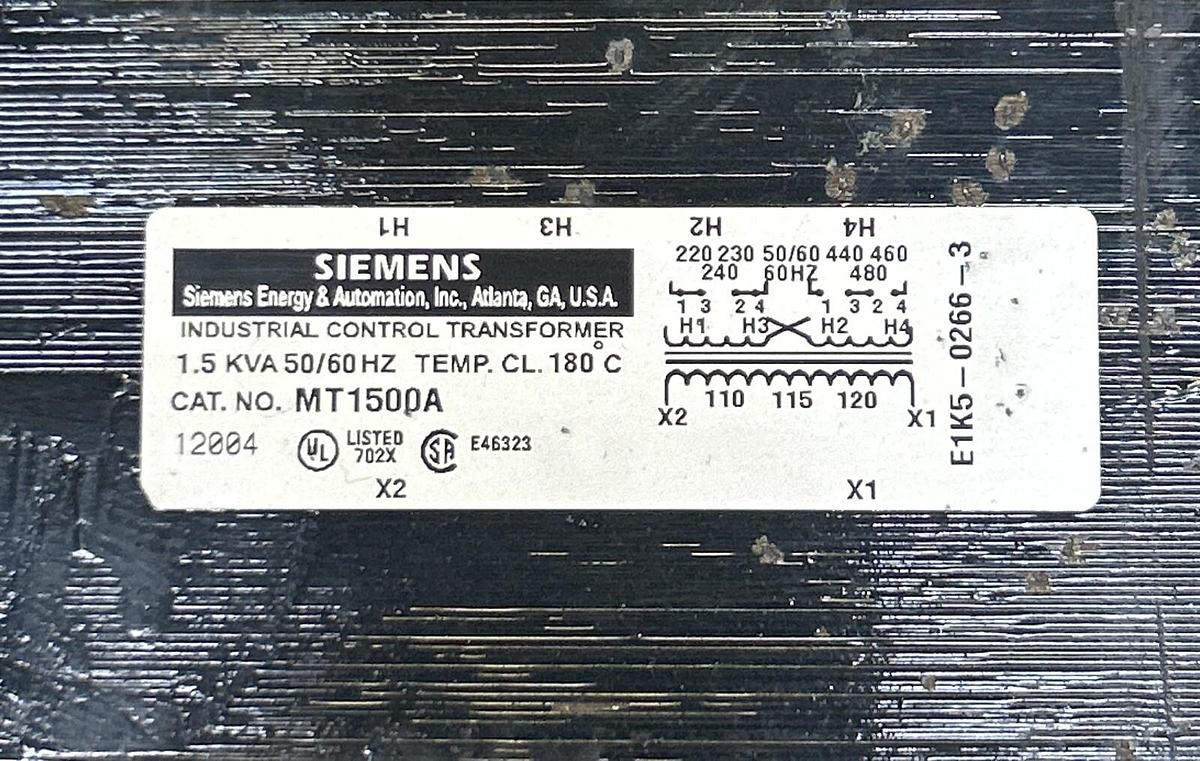 H1 H3 H2 H4
SIEMENS
Siemens Energy & Automation, Inc., Atlanta, GA, U.S.A.
INDUSTRIAL CONTROL TRANSFORMER
1.5 KVA 50/60 HZ TEMP. CL. 180°C
CAT. NO. MT1500A
12004 UL LISTED 702X SA E46323
X2 X1
220 230 50/60 440 460
240 60HZ 480
1 3 2 4 1 3 2 4
H1 H3 H2 H4
110 115 120
X2 X1
E1K5-0266-3